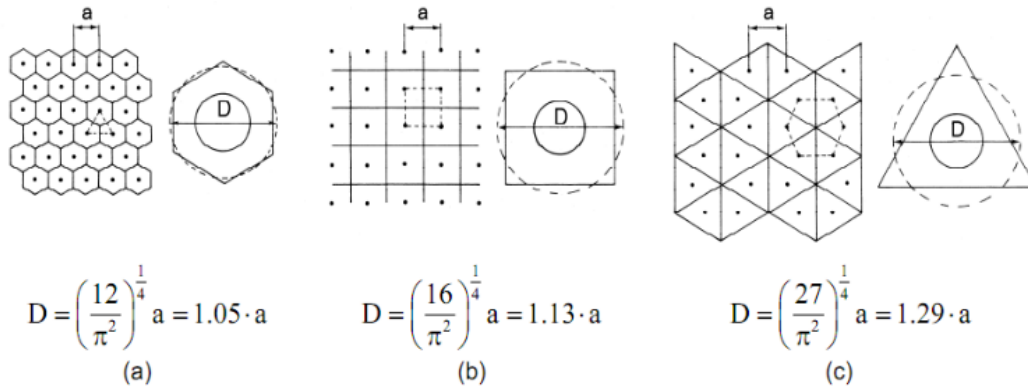 a
a
a
D
D
D
D = (12/π²)^{1/4} a = 1.05 · a
D = (16/π²)^{1/4} a = 1.13 · a
D = (27/π²)^{1/4} a = 1.29 · a
(a)
(b)
(c)